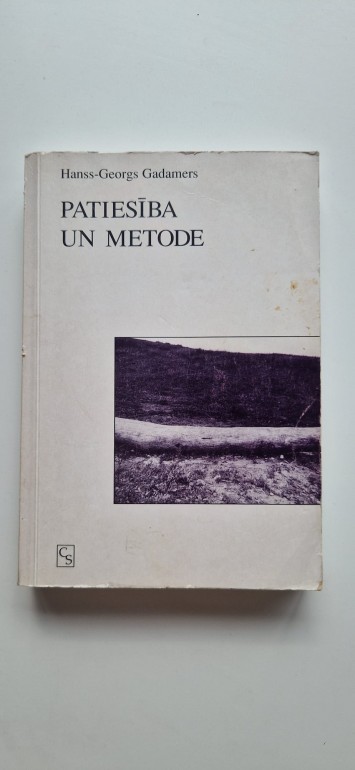 Hanss-Georgs Gadamers
PATIESĪBA
UN METODE
CS